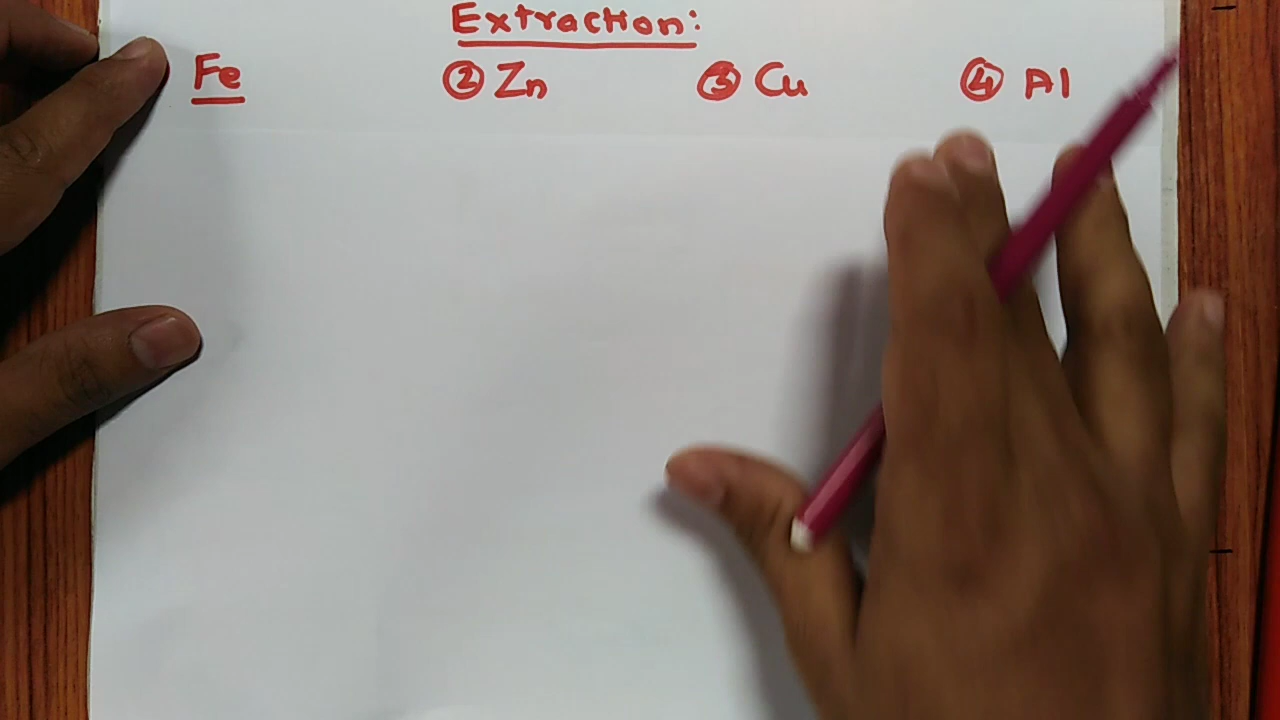 Extraction:
Fe ② Zn ③ Cu ④ Al